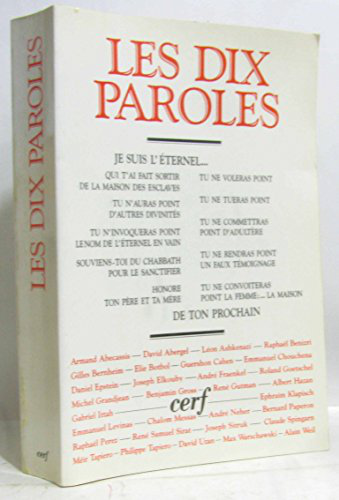 LES DIX
PAROLES
JE SUIS L'ÉTERNEL...
QUI T'AI FAIT SORTIR
DE LA MAISON DES ESCLAVES
TU N'AURAS POINT
D'AUTRES DIVINITÉS
TU N'INVOQUERAS POINT
LE NOM DE L'ÉTERNEL EN VAIN
SOUVIENS-TOI DU CHABBATH
POUR LE SANCTIFIER
HONORE
TON PÈRE ET TA MÈRE
TU NE VOLERAS POINT
TU NE TUERAS POINT
TU NE COMMETTRAS
POINT D'ADULTÈRE
TU NE RENDRAS POINT
UN FAUX TÉMOIGNAGE
TU NE CONVOITERAS
POINT LA FEMME;... LA MAISON
DE TON PROCHAIN
Armand Abecassis — David Abergel — Léon Ashkenazi — Raphaël Benizri
Gilles Bernheim — Elie Botbol — Guershon Cahen — Emmanuel Chouchena
Daniel Epstein — Joseph Elkouby — André Fraenkel — Roland Goetschel
Michel Grandjean — Benjamin Gross — René Gutman — Albert Hazan
Gabriel Ittah — Ephraïm Klapisch
Emmanuel Levinas — Chalom Messas — André Neher — Bernard Paperon
Raphaël Perez — René Samuel Sirat — Joseph Sitruk — Claude Spingarn
Méir Tapiero — Philippe Tapiero — David Uzan — Max Warschawski — Alain Weil
cerf
LES DIX PAROLES
cerf